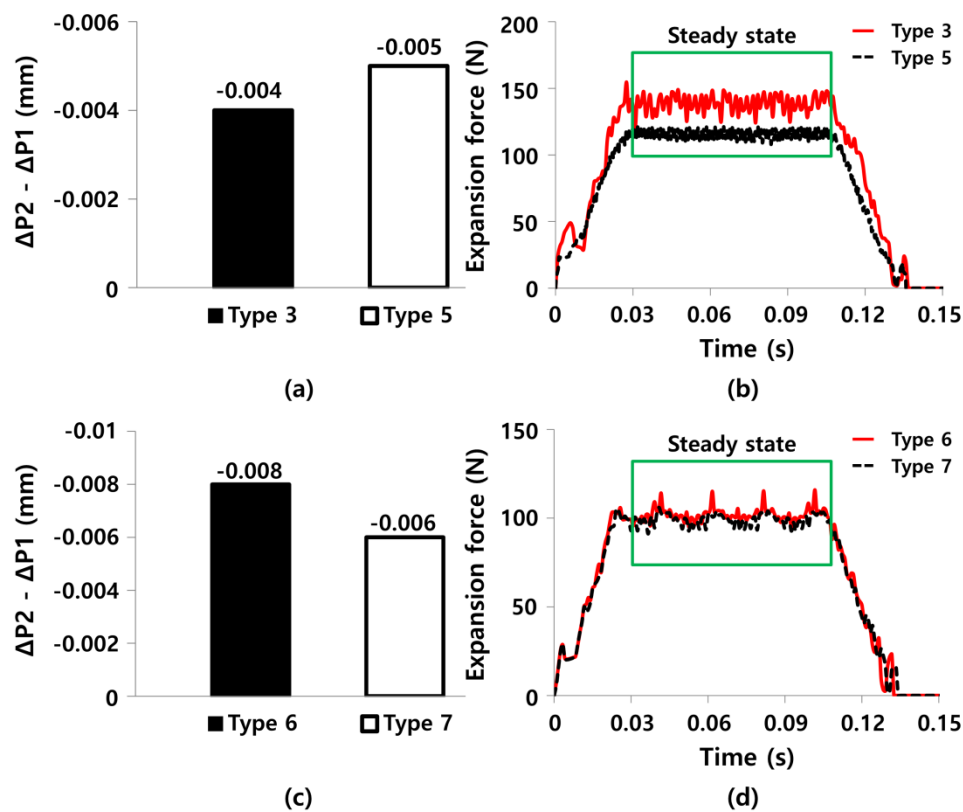 ΔP2 - ΔP1 (mm)
-0.006
-0.004
-0.002
0
-0.004
-0.005
Type 3
Type 5
(a)
Expansion force (N)
200
150
100
50
0
Steady state
Type 3
Type 5
0
0.03
0.06
0.09
0.12
0.15
Time (s)
(b)
ΔP2 - ΔP1 (mm)
-0.01
-0.008
-0.006
-0.004
-0.002
0
-0.008
-0.006
Type 6
Type 7
(c)
Expansion force (N)
150
100
50
0
Steady state
Type 6
Type 7
0
0.03
0.06
0.09
0.12
0.15
Time (s)
(d)